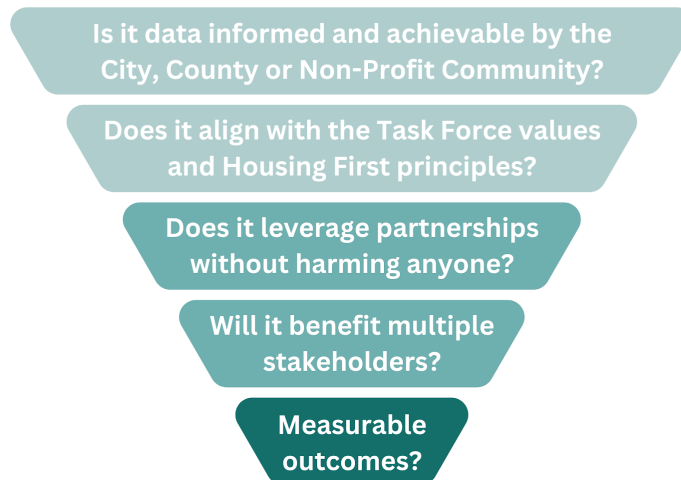 Is it data informed and achievable by the
City, County or Non-Profit Community?
Does it align with the Task Force values
and Housing First principles?
Does it leverage partnerships
without harming anyone?
Will it benefit multiple
stakeholders?
Measurable
outcomes?